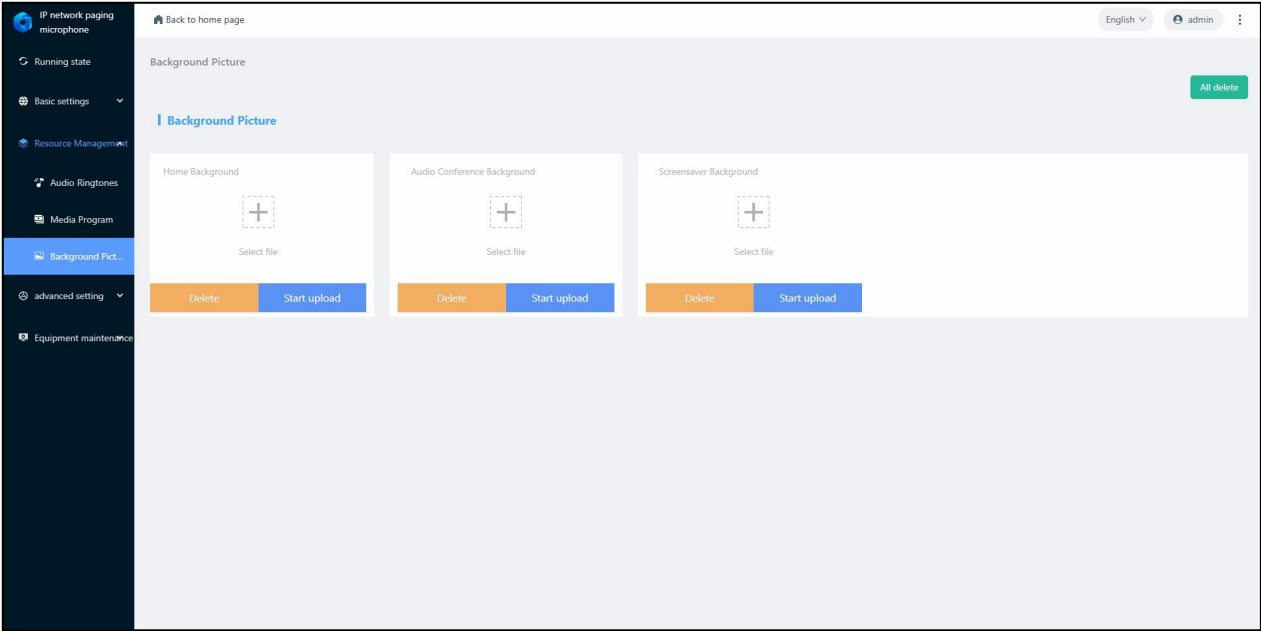 IP network paging
microphone
Back to home page
English
admin
Running state
Basic settings
Resource Management
Audio Ringtones
Media Program
Background Pict...
advanced setting
Equipment maintenance
Background Picture
All delete
Background Picture
Home Background
Select file
Delete
Start upload
Audio Conference Background
Select file
Delete
Start upload
Screensaver Background
Select file
Delete
Start upload